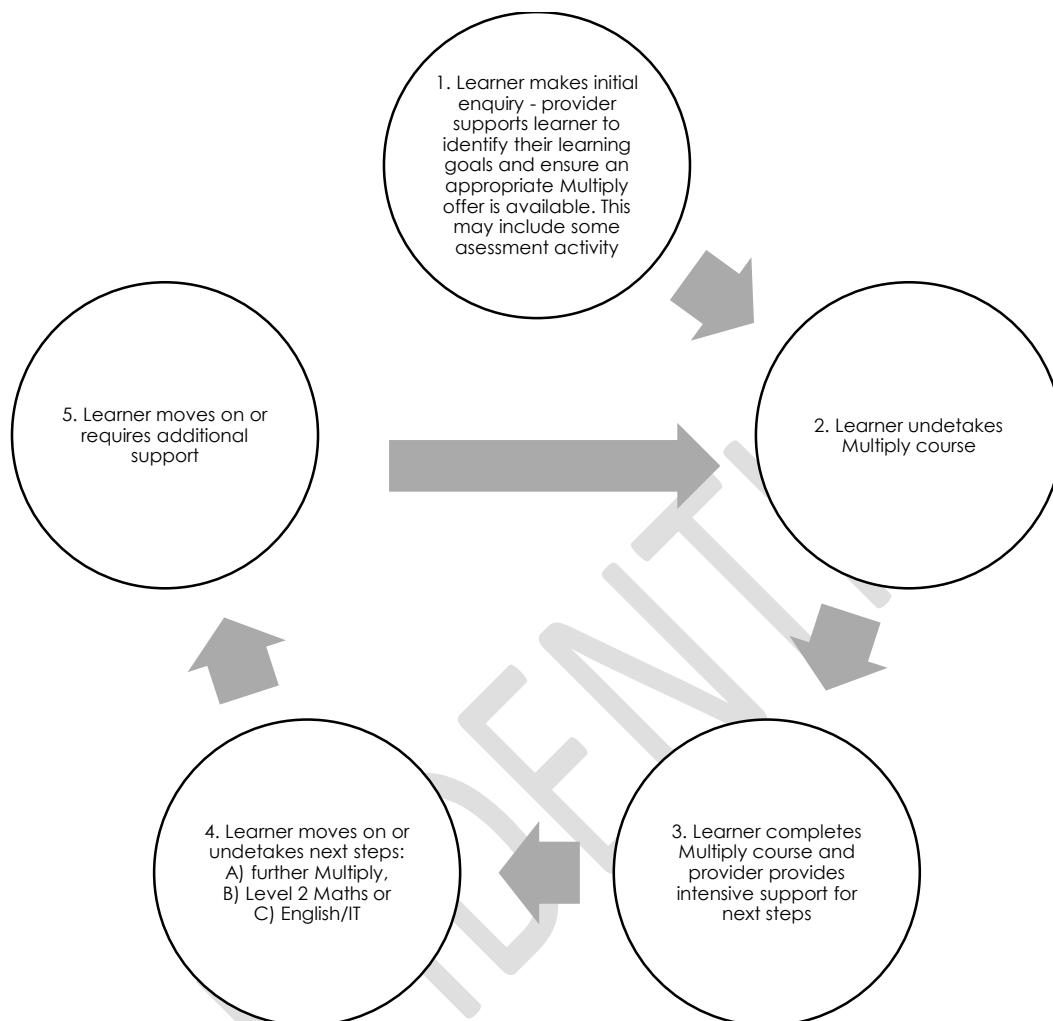 1. Learner makes initial
enquiry - provider
supports learner to
identify their learning
goals and ensure an
appropriate Multiply
offer is available. This
may include some
asessment activity
2. Learner undetakes
Multiply course
3. Learner completes
Multiply course and
provider provides
intensive support for
next steps
4. Learner moves on or
undetakes next steps:
A) further Multiply,
B) Level 2 Maths or
C) English/IT
5. Learner moves on or
requires additional
support